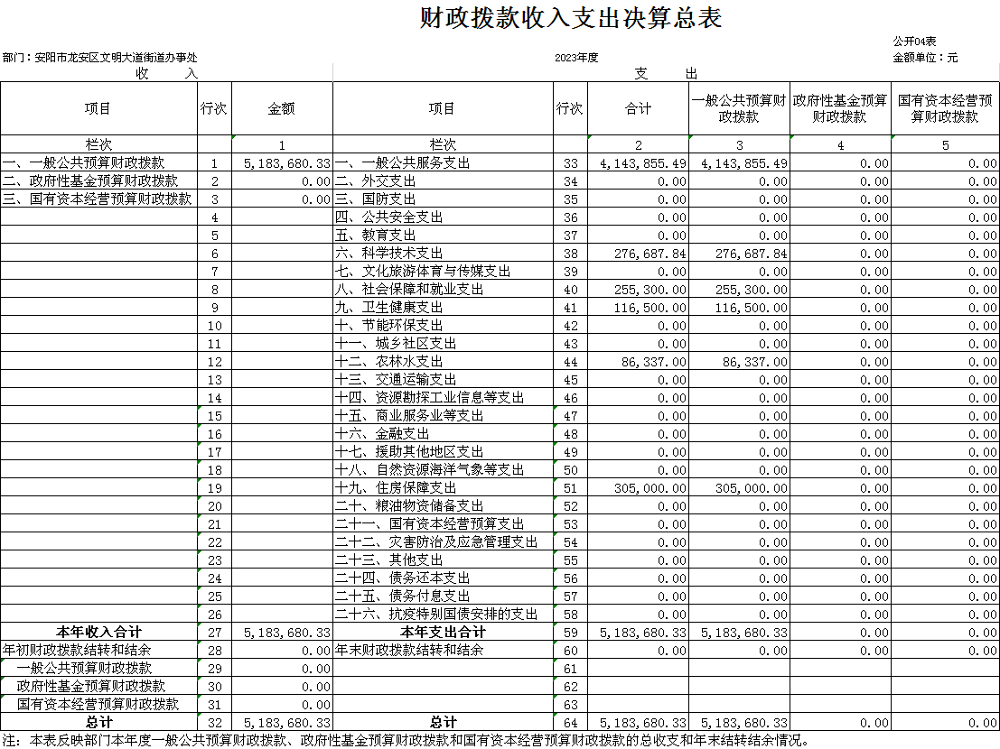 财政拨款收入支出决算总表
公开04表
部门：安阳市龙安区文明大道街道办事处 2023年度 金额单位：元
收 入 支 出
项目 行次 金额 项目 行次 合计 一般公共预算财政拨款 政府性基金预算财政拨款 国有资本经营预算财政拨款
栏次 1 栏次 2 3 4 5
一、一般公共预算财政拨款 1 5,183,680.33 一、一般公共服务支出 33 4,143,855.49 4,143,855.49 0.00 0.00
二、政府性基金预算财政拨款 2 0.00 二、外交支出 34 0.00 0.00 0.00 0.00
三、国有资本经营预算财政拨款 3 0.00 三、国防支出 35 0.00 0.00 0.00 0.00
4 四、公共安全支出 36 0.00 0.00 0.00 0.00
5 五、教育支出 37 0.00 0.00 0.00 0.00
6 六、科学技术支出 38 276,687.84 276,687.84 0.00 0.00
7 七、文化旅游体育与传媒支出 39 0.00 0.00 0.00 0.00
8 八、社会保障和就业支出 40 255,300.00 255,300.00 0.00 0.00
9 九、卫生健康支出 41 116,500.00 116,500.00 0.00 0.00
10 十、节能环保支出 42 0.00 0.00 0.00 0.00
11 十一、城乡社区支出 43 0.00 0.00 0.00 0.00
12 十二、农林水支出 44 86,337.00 86,337.00 0.00 0.00
13 十三、交通运输支出 45 0.00 0.00 0.00 0.00
14 十四、资源勘探工业信息等支出 46 0.00 0.00 0.00 0.00
15 十五、商业服务业等支出 47 0.00 0.00 0.00 0.00
16 十六、金融支出 48 0.00 0.00 0.00 0.00
17 十七、援助其他地区支出 49 0.00 0.00 0.00 0.00
18 十八、自然资源海洋气象等支出 50 0.00 0.00 0.00 0.00
19 十九、住房保障支出 51 305,000.00 305,000.00 0.00 0.00
20 二十、粮油物资储备支出 52 0.00 0.00 0.00 0.00
21 二十一、国有资本经营预算支出 53 0.00 0.00 0.00 0.00
22 二十二、灾害防治及应急管理支出 54 0.00 0.00 0.00 0.00
23 二十三、其他支出 55 0.00 0.00 0.00 0.00
24 二十四、债务还本支出 56 0.00 0.00 0.00 0.00
25 二十五、债务付息支出 57 0.00 0.00 0.00 0.00
26 二十六、抗疫特别国债安排的支出 58 0.00 0.00 0.00 0.00
本年收入合计 27 5,183,680.33 本年支出合计 59 5,183,680.33 5,183,680.33 0.00 0.00
年初财政拨款结转和结余 28 0.00 年末财政拨款结转和结余 60 0.00 0.00 0.00 0.00
一般公共预算财政拨款 29 0.00 61
政府性基金预算财政拨款 30 0.00 62
国有资本经营预算财政拨款 31 0.00 63
总计 32 5,183,680.33 总计 64 5,183,680.33 5,183,680.33 0.00 0.00
注：本表反映部门本年度一般公共预算财政拨款、政府性基金预算财政拨款和国有资本经营预算财政拨款的总收支和年末结转结余情况。